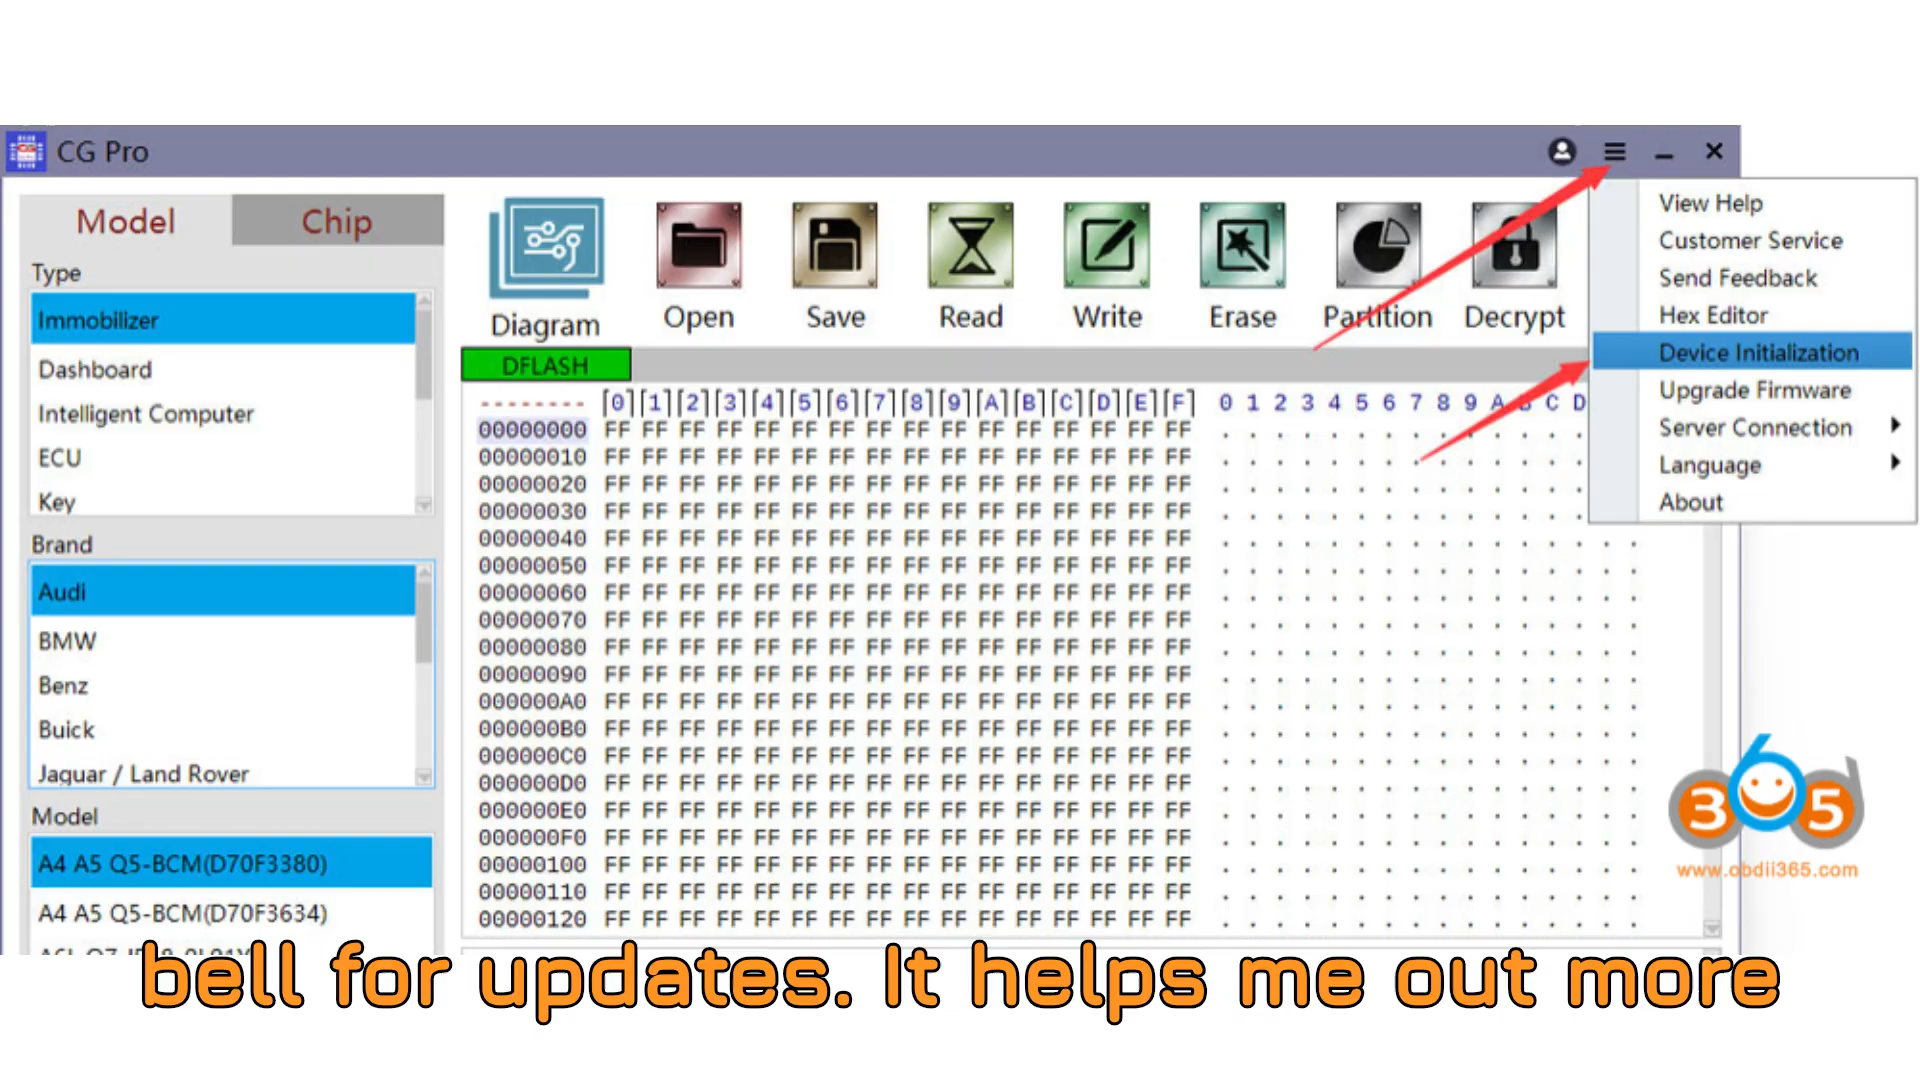 CG Pro
Model Chip
Type
Immobilizer
Dashboard
Intelligent Computer
ECU
Key
Brand
Audi
BMW
Benz
Buick
Jaguar / Land Rover
Model
A4 A5 Q5-BCM(D70F3380)
A4 A5 Q5-BCM(D70F3634)
Diagram Open Save Read Write Erase Partition Decrypt
DFLASH
-------- [0][1][2][3][4][5][6][7][8][9][A][B][C][D][E][F] 0 1 2 3 4 5 6 7 8 9 A B C D
00000000 FF FF FF FF FF FF FF FF FF FF FF FF FF FF FF FF . . . . . . . . . . . . . .
00000010 FF FF FF FF FF FF FF FF FF FF FF FF FF FF FF FF . . . . . . . . . . . . . .
00000020 FF FF FF FF FF FF FF FF FF FF FF FF FF FF FF FF . . . . . . . . . . . . . .
00000030 FF FF FF FF FF FF FF FF FF FF FF FF FF FF FF FF . . . . . . . . . . . . . .
00000040 FF FF FF FF FF FF FF FF FF FF FF FF FF FF FF FF . . . . . . . . . . . . . . . .
00000050 FF FF FF FF FF FF FF FF FF FF FF FF FF FF FF FF . . . . . . . . . . . . . . . .
00000060 FF FF FF FF FF FF FF FF FF FF FF FF FF FF FF FF . . . . . . . . . . . . . . . .
00000070 FF FF FF FF FF FF FF FF FF FF FF FF FF FF FF FF . . . . . . . . . . . . . . . .
00000080 FF FF FF FF FF FF FF FF FF FF FF FF FF FF FF FF . . . . . . . . . . . . . . . .
00000090 FF FF FF FF FF FF FF FF FF FF FF FF FF FF FF FF . . . . . . . . . . . . . . . .
000000A0 FF FF FF FF FF FF FF FF FF FF FF FF FF FF FF FF . . . . . . . . . . . . . . . .
000000B0 FF FF FF FF FF FF FF FF FF FF FF FF FF FF FF FF . . . . . . . . . . . . . . . .
000000C0 FF FF FF FF FF FF FF FF FF FF FF FF FF FF FF FF . . . . . . . . . . . . . . . .
000000D0 FF FF FF FF FF FF FF FF FF FF FF FF FF FF FF FF . . . . . . . . . . . . . . . .
000000E0 FF FF FF FF FF FF FF FF FF FF FF FF FF FF FF FF . . . . . . . . . . . . . . . .
000000F0 FF FF FF FF FF FF FF FF FF FF FF FF FF FF FF FF . . . . . . . . . . . . . . . .
00000100 FF FF FF FF FF FF FF FF FF FF FF FF FF FF FF FF . . . . . . . . . . . . . . . .
00000110 FF FF FF FF FF FF FF FF FF FF FF FF FF FF FF FF . . . . . . . . . . . . . . . .
00000120 FF FF FF FF FF FF FF FF FF FF FF FF FF FF FF FF . . . . . . . . . . . . . . . .
View Help
Customer Service
Send Feedback
Hex Editor
Device Initialization
Upgrade Firmware
Server Connection
Language
About
365
www.obdii365.com
bell for updates. It helps me out more